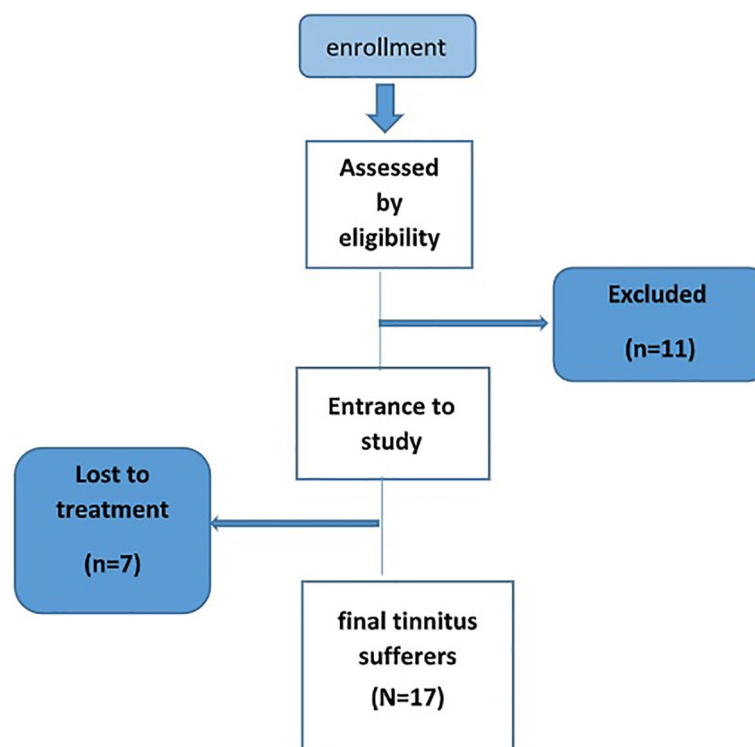 enrollment
Assessed
by
eligibility
Excluded
(n=11)
Entrance to
study
Lost to
treatment
(n=7)
final tinnitus
sufferers
(N=17)